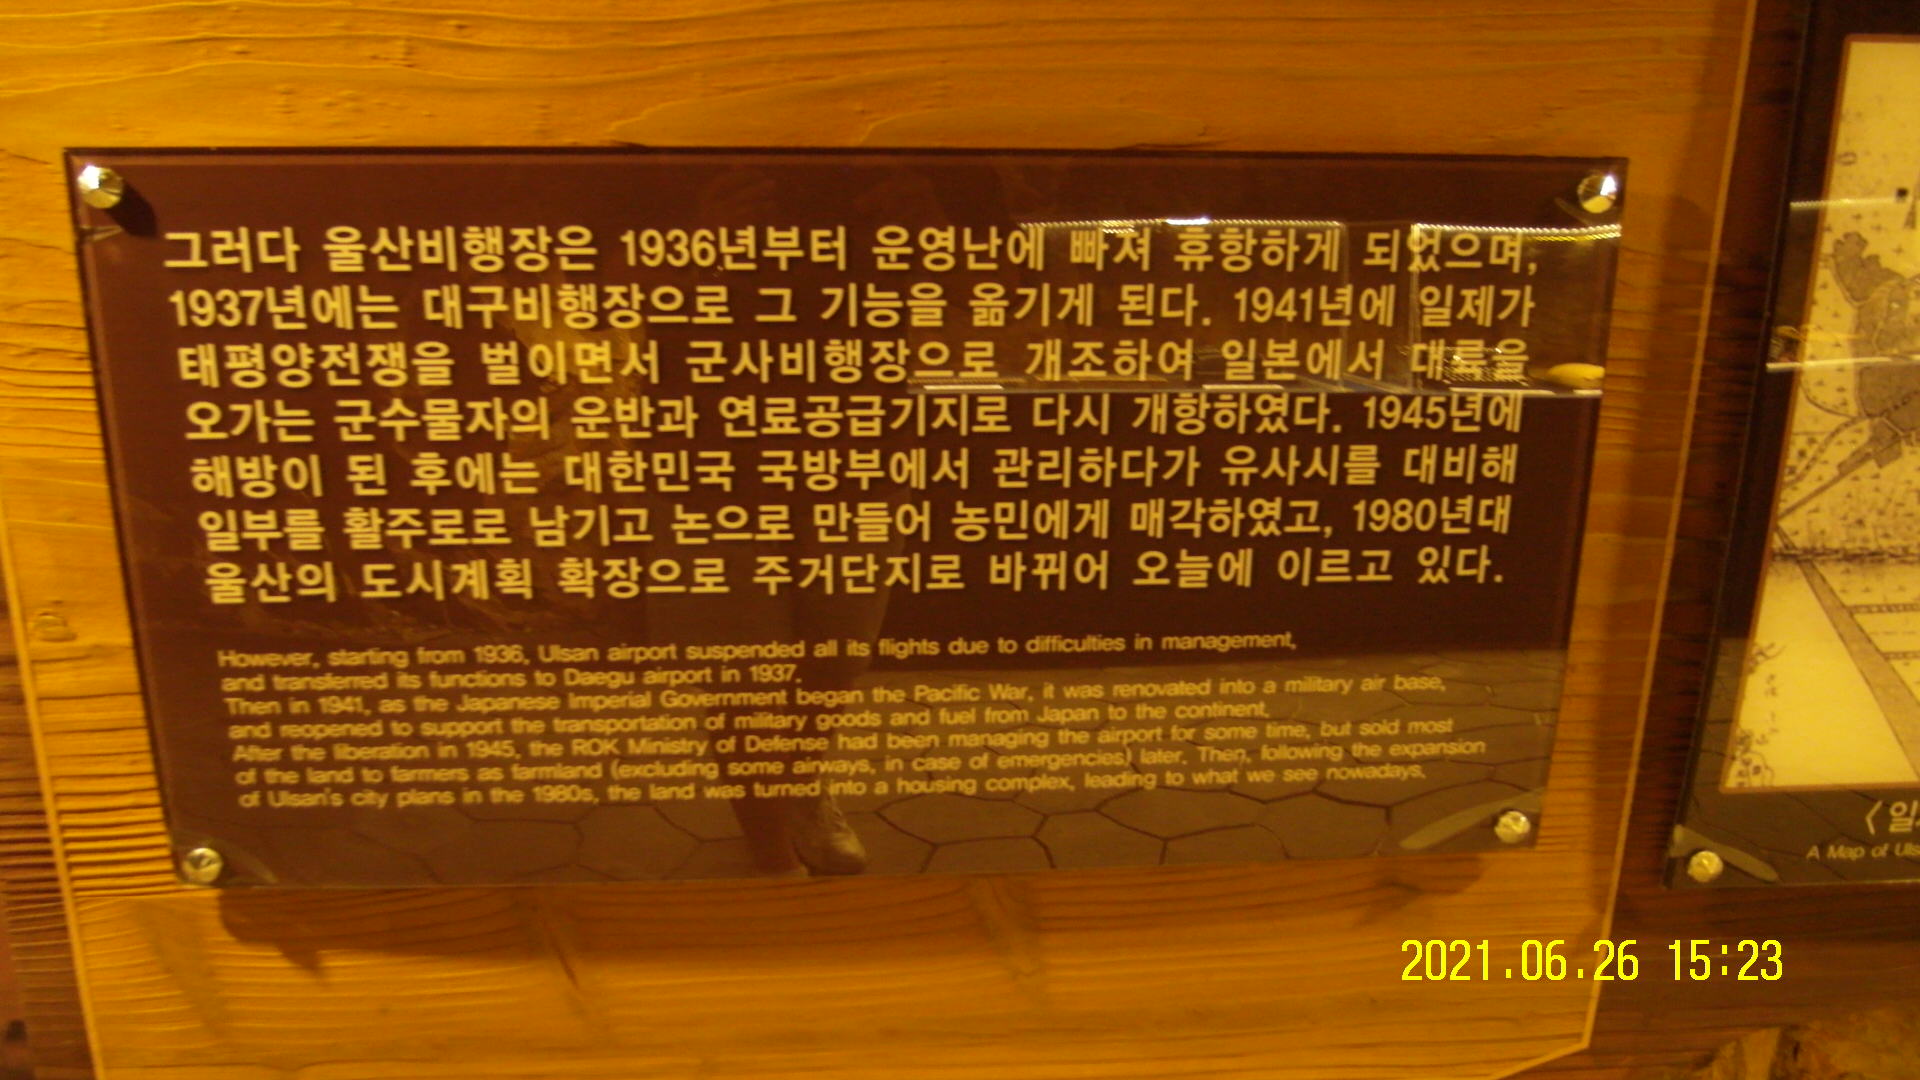 그러다 울산비행장은 1936년부터 운영난에 빠져 휴항하게 되었으며,
1937년에는 대구비행장으로 그 기능을 옮기게 된다. 1941년에 일제가
태평양전쟁을 벌이면서 군사비행장으로 개조하여 일본에서 대륙을
오가는 군수물자의 운반과 연료공급기지로 다시 개항하였다. 1945년에
해방이 된 후에는 대한민국 국방부에서 관리하다가 유사시를 대비해
일부를 활주로로 남기고 논으로 만들어 농민에게 매각하였고, 1980년대
울산의 도시계획 확장으로 주거단지로 바뀌어 오늘에 이르고 있다.
However, starting from 1936, Ulsan airport suspended all its flights due to difficulties in management,
and transferred its functions to Daegu airport in 1937.
Then in 1941, as the Japanese Imperial Government began the Pacific War, it was renovated into a military air base,
and reopened to support the transportation of military goods and fuel from Japan to the continent.
After the liberation in 1945, the ROK Ministry of Defense had been managing the airport for some time, but sold most
of the land to farmers as farmland (excluding some airways, in case of emergencies) later. Then, following the expansion
of Ulsan's city plans in the 1980s, the land was turned into a housing complex, leading to what we see nowadays.
A Map of
2021.06.26 15:23